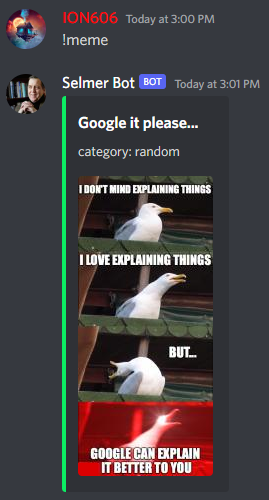 ION606 Today at 3:00 PM
!meme
Selmer Bot BOT Today at 3:01 PM
Google it please...
category: random
I DON'T MIND EXPLAINING THINGS
I LOVE EXPLAINING THINGS
BUT...
GOOGLE CAN EXPLAIN
IT BETTER TO YOU